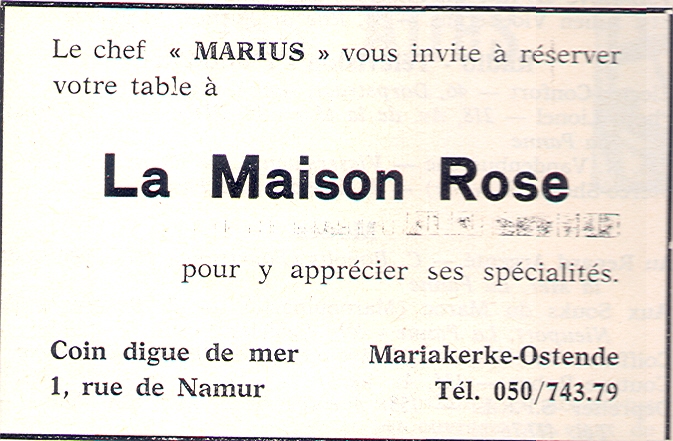 Le chef « MARIUS » vous invite à réserver
votre table à
La Maison Rose
pour y apprécier ses spécialités.
Coin digue de mer
1, rue de Namur
Mariakerke-Ostende
Tél. 050/743.79